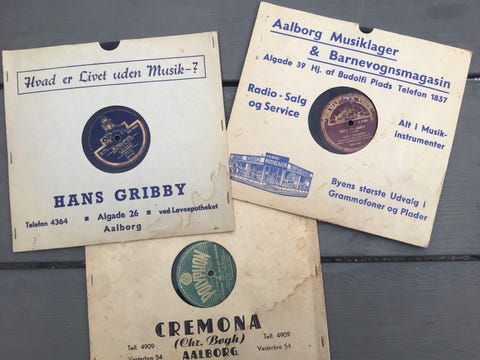 Hvad er Livet uden Musik-?
HANS GRIBBY
Telefon 4364 ■ Algade 26 ■ ved Løveapotheket
Aalborg
Aalborg Musiklager
& Barnevognsmagasin
Algade 39 Hj. af Budolfi Plads Telefon 1837
Radio - Salg
og Service
Alt i Musik-
instrumenter
Byens største Udvalg i
Grammofoner og Plader
CREMONA
(Chr. Bogh)
AALBORG
Telf. 4909
Vesterbro 54
Telf. 4909
Vesterbro 54